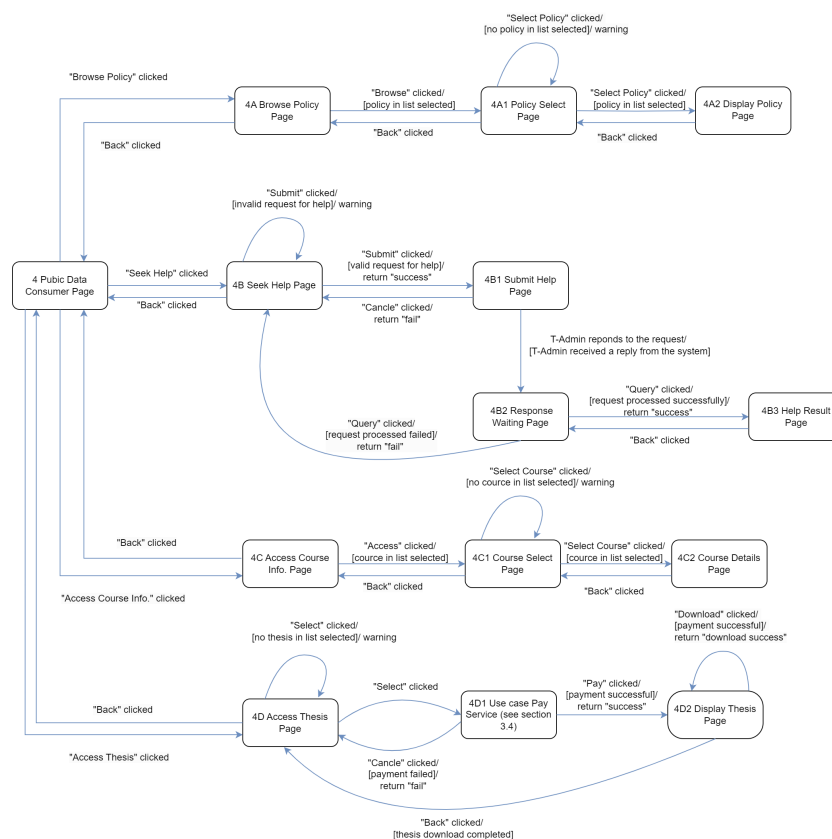 "Select Policy" clicked/
[no policy in list selected]/ warning
"Browse Policy" clicked
4A Browse Policy
Page
"Browse" clicked/
[policy in list selected]
4A1 Policy Select
Page
"Select Policy" clicked/
[policy in list selected]
4A2 Display Policy
Page
"Back" clicked
"Back" clicked
"Back" clicked
"Submit" clicked/
[invalid request for help]/ warning
4 Pubic Data
Consumer Page
"Seek Help" clicked
4B Seek Help Page
"Submit" clicked/
[valid request for help]/
return "success"
4B1 Submit Help
Page
"Back" clicked
"Cancle" clicked/
return "fail"
T-Admin reponds to the request/
[T-Admin received a reply from the system]
4B2 Response
Waiting Page
"Query" clicked/
[request processed successfully]/
return "success"
4B3 Help Result
Page
"Query" clicked/
[request processed failed]/
return "fail"
"Back" clicked
"Select Course" clicked/
[no cource in list selected]/ warning
"Back" clicked
4C Access Course
Info. Page
"Access" clicked/
[cource in list selected]
4C1 Course Select
Page
"Select Course" clicked/
[cource in list selected]
4C2 Course Details
Page
"Back" clicked
"Back" clicked
"Access Course Info." clicked
"Select" clicked/
[no thesis in list selected]/ warning
"Download" clicked/
[payment successful]/
return "download success"
"Back" clicked
4D Access Thesis
Page
"Select" clicked
4D1 Use case Pay
Service (see section
3.4)
"Pay" clicked/
[payment successful]/
return "success"
4D2 Display Thesis
Page
"Access Thesis" clicked
"Cancle" clicked/
[payment failed]/
return "fail"
"Back" clicked/
[thesis download completed]